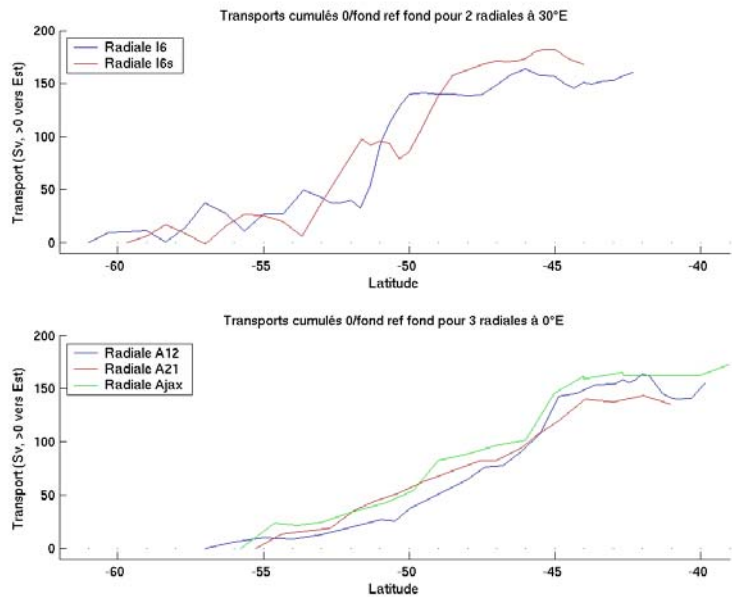 Transports cumulés 0/fond ref fond pour 2 radiales à 30°E
200
150
100
50
0
Transport (Sv, >0 vers Est)
Radiale I6
Radiale I6s
-60 -55 -50 -45 -40
Latitude
Transports cumulés 0/fond ref fond pour 3 radiales à 0°E
200
150
100
50
0
Transport (Sv, >0 vers Est)
Radiale A12
Radiale A21
Radiale Ajax
-60 -55 -50 -45 -40
Latitude